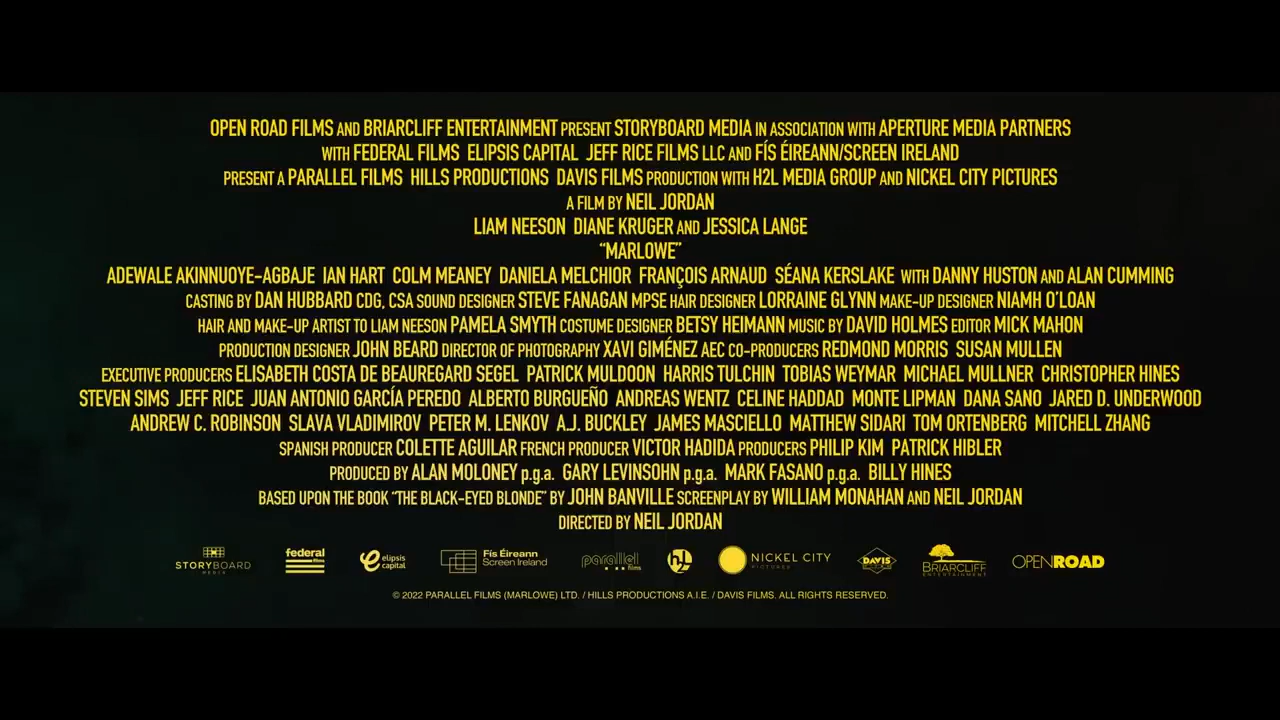 OPEN ROAD FILMS AND BRIARCLIFF ENTERTAINMENT PRESENT STORYBOARD MEDIA IN ASSOCIATION WITH APERTURE MEDIA PARTNERS
WITH FEDERAL FILMS ELIPSIS CAPITAL JEFF RICE FILMS LLC AND FÍS ÉIREANN/SCREEN IRELAND
PRESENT A PARALLEL FILMS HILLS PRODUCTIONS DAVIS FILMS PRODUCTION WITH H2L MEDIA GROUP AND NICKEL CITY PICTURES
A FILM BY NEIL JORDAN
LIAM NEESON DIANE KRUGER AND JESSICA LANGE
“MARLOWE”
ADEWALE AKINNUOYE-AGBAJE IAN HART COLM MEANEY DANIELA MELCHIOR FRANÇOIS ARNAUD SÉANA KERSLAKE WITH DANNY HUSTON AND ALAN CUMMING
CASTING BY DAN HUBBARD CDG, CSA SOUND DESIGNER STEVE FANAGAN MPSE HAIR DESIGNER LORRAINE GLYNN MAKE-UP DESIGNER NIAMH O’LOAN
HAIR AND MAKE-UP ARTIST TO LIAM NEESON PAMELA SMYTH COSTUME DESIGNER BETSY HEIMANN MUSIC BY DAVID HOLMES EDITOR MICK MAHON
PRODUCTION DESIGNER JOHN BEARD DIRECTOR OF PHOTOGRAPHY XAVI GIMÉNEZ AEC CO-PRODUCERS REDMOND MORRIS SUSAN MULLEN
EXECUTIVE PRODUCERS ELISABETH COSTA DE BEAUREGARD SEGEL PATRICK MULDOON HARRIS TULCHIN TOBIAS WEYMAR MICHAEL MULLNER CHRISTOPHER HINES
STEVEN SIMS JEFF RICE JUAN ANTONIO GARCÍA PEREDO ALBERTO BURGUEÑO ANDREAS WENTZ CELINE HADDAD MONTE LIPMAN DANA SANO JARED D. UNDERWOOD
ANDREW C. ROBINSON SLAVA VLADIMIROV PETER M. LENKOV A.J. BUCKLEY JAMES MASCIELLO MATTHEW SIDARI TOM ORTENBERG MITCHELL ZHANG
SPANISH PRODUCER COLETTE AGUILAR FRENCH PRODUCER VICTOR HADIDA PRODUCERS PHILIP KIM PATRICK HIBLER
PRODUCED BY ALAN MOLONEY p.g.a. GARY LEVINSOHN p.g.a. MARK FASANO p.g.a. BILLY HINES
BASED UPON THE BOOK “THE BLACK-EYED BLONDE” BY JOHN BANVILLE SCREENPLAY BY WILLIAM MONAHAN AND NEIL JORDAN
DIRECTED BY NEIL JORDAN
STORYBOARD MEDIA federal films elipsis capital Fís Éireann Screen Ireland parallel films h2l NICKEL CITY PICTURES DAVIS BRIARCLIFF ENTERTAINMENT OPEN ROAD
© 2022 PARALLEL FILMS (MARLOWE) LTD. / HILLS PRODUCTIONS A.I.E. / DAVIS FILMS. ALL RIGHTS RESERVED.